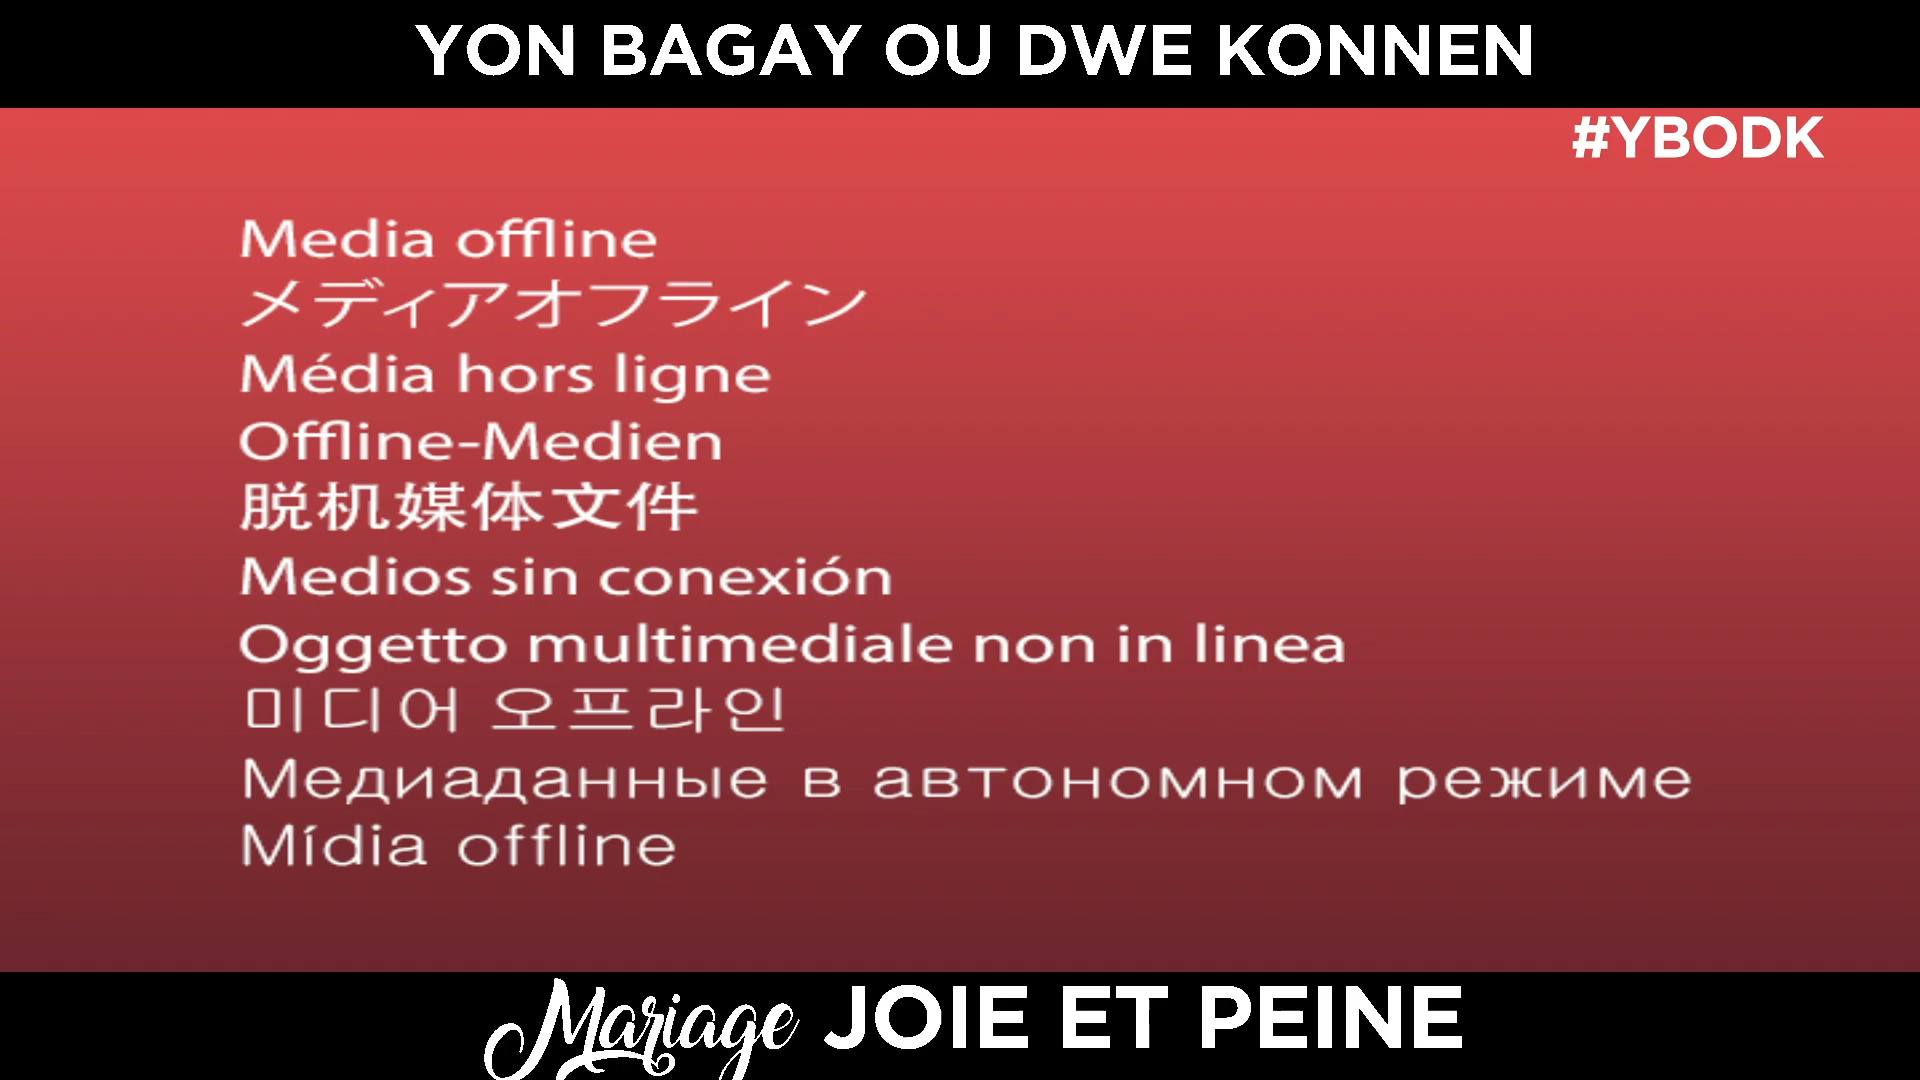 YON BAGAY OU DWE KONNEN
#YBODK
Media offline
メディアオフライン
Média hors ligne
Offline-Medien
脱机媒体文件
Medios sin conexión
Oggetto multimediale non in linea
미디어 오프라인
Медиаданные в автономном режиме
Mídia offline
Mariage JOIE ET PEINE